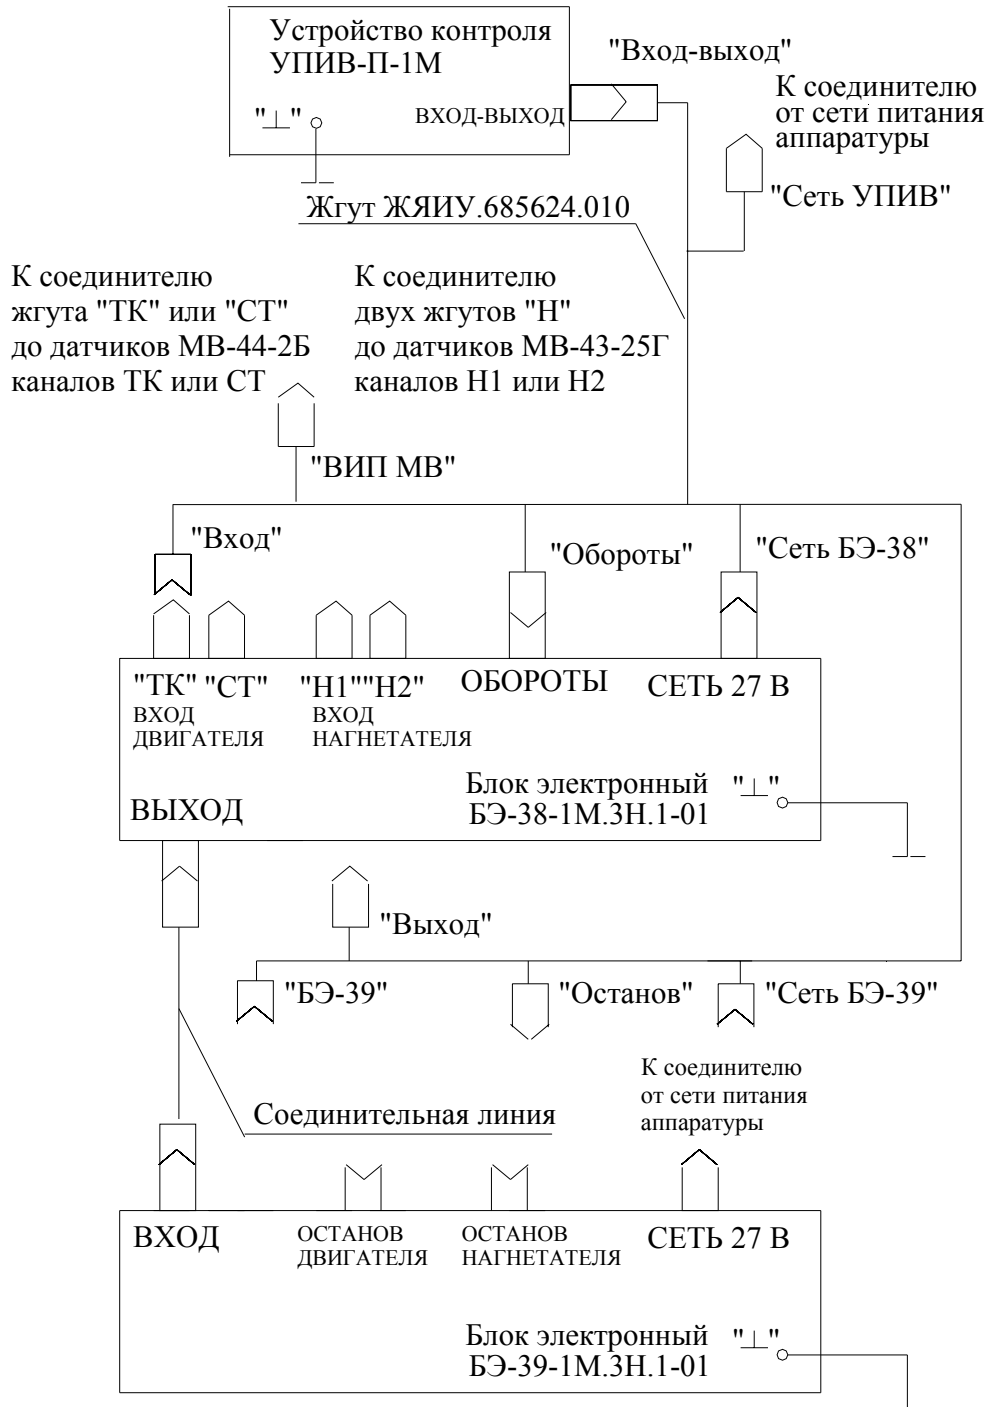 Устройство контроля
УПИВ-П-1М
"⊥"
ВХОД-ВЫХОД
"Вход-выход"
К соединителю
от сети питания
аппаратуры
"Сеть УПИВ"
Жгут ЖЯИУ.685624.010
К соединителю
жгута "ТК" или "СТ"
до датчиков МВ-44-2Б
каналов ТК или СТ
К соединителю
двух жгутов "Н"
до датчиков МВ-43-25Г
каналов Н1 или Н2
"ВИП МВ"
"Вход"
"Обороты"
"Сеть БЭ-38"
"ТК" "СТ" "Н1""Н2" ОБОРОТЫ СЕТЬ 27 В
ВХОД
ДВИГАТЕЛЯ
ВХОД
НАГНЕТАТЕЛЯ
Блок электронный
БЭ-38-1М.3Н.1-01
"⊥"
ВЫХОД
"Выход"
"БЭ-39"
"Останов"
"Сеть БЭ-39"
К соединителю
от сети питания
аппаратуры
Соединительная линия
ВХОД
ОСТАНОВ
ДВИГАТЕЛЯ
ОСТАНОВ
НАГНЕТАТЕЛЯ
СЕТЬ 27 В
Блок электронный
БЭ-39-1М.3Н.1-01
"⊥"